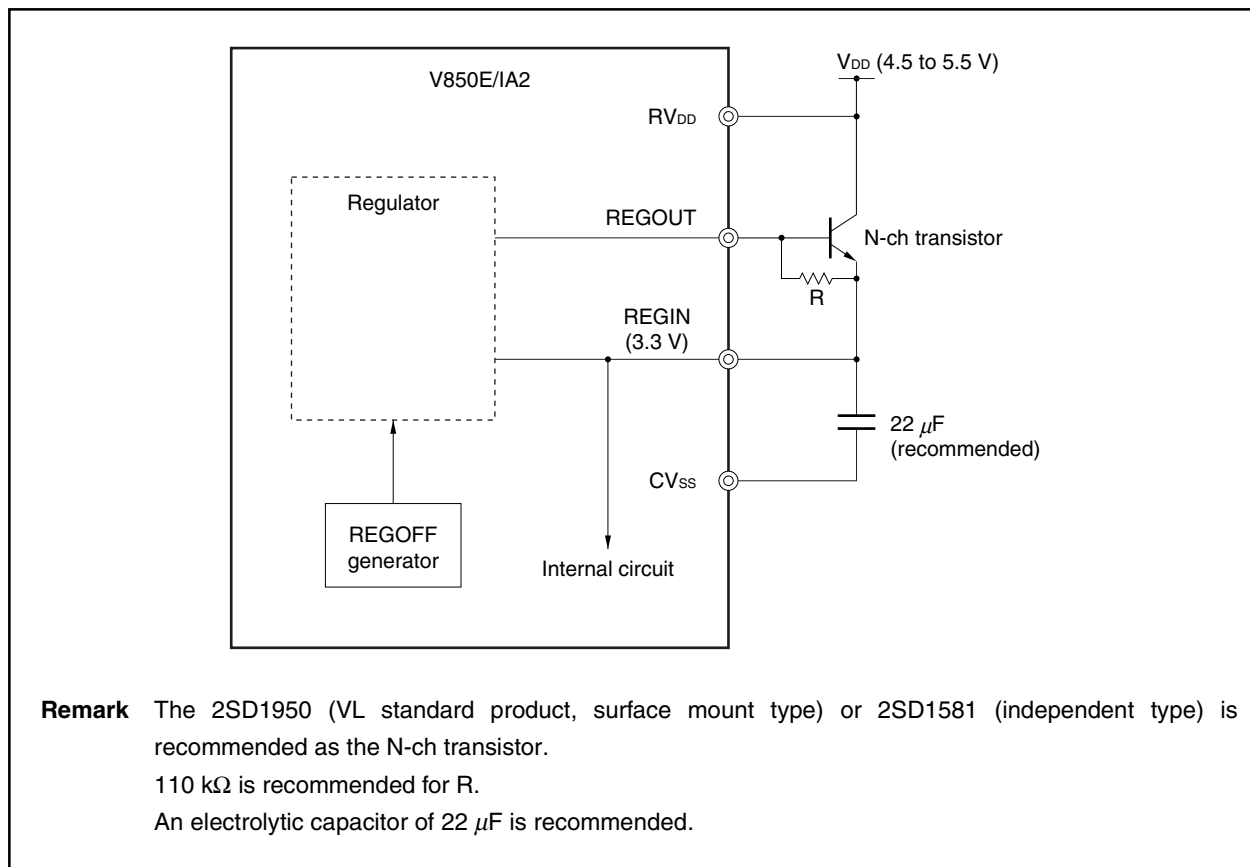 V850E/IA2
VDD (4.5 to 5.5 V)
RVDD
Regulator
REGOUT
N-ch transistor
R
REGIN
(3.3 V)
22 μF
(recommended)
CVSS
REGOFF
generator
Internal circuit
Remark The 2SD1950 (VL standard product, surface mount type) or 2SD1581 (independent type) is
recommended as the N-ch transistor.
110 kΩ is recommended for R.
An electrolytic capacitor of 22 μF is recommended.